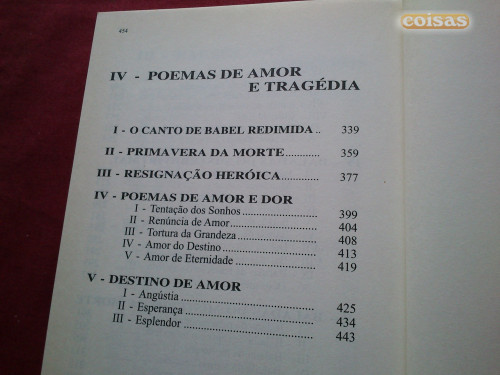 coisas
454
IV - POEMAS DE AMOR
E TRAGÉDIA
I - O CANTO DE BABEL REDIMIDA .. 339
II - PRIMAVERA DA MORTE............. 359
III - RESIGNAÇÃO HERÓICA............. 377
IV - POEMAS DE AMOR E DOR
I - Tentação dos Sonhos ........................ 399
II - Renúncia de Amor ........................... 404
III - Tortura da Grandeza ....................... 408
IV - Amor do Destino ........................... 413
V - Amor de Eternidade ........................ 419
V - DESTINO DE AMOR
I - Angústia ........................................ 425
II - Esperança ...................................... 434
III - Esplendor ...................................... 443